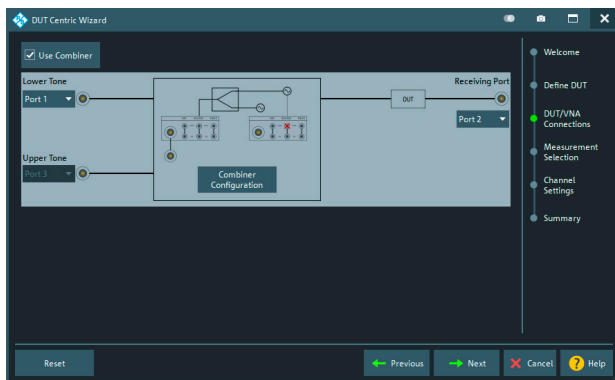 DUT Centric Wizard
Use Combiner
Lower Tone
Port 1
Upper Tone
Port 3
Combiner
Configuration
DUT
Receiving Port
Port 2
Welcome
Define DUT
DUT/VNA
Connections
Measurement
Selection
Channel
Settings
Summary
Reset
Previous
Next
Cancel
? Help